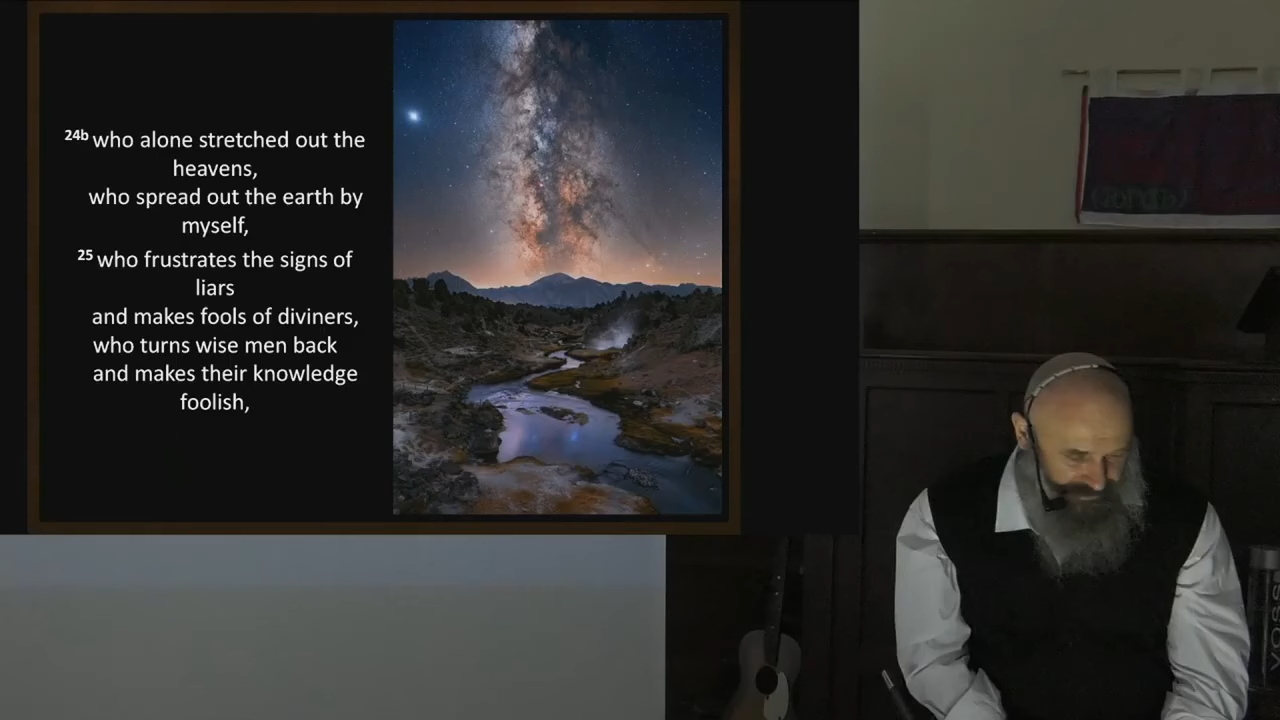 24b who alone stretched out the
heavens,
who spread out the earth by
myself,
25 who frustrates the signs of
liars
and makes fools of diviners,
who turns wise men back
and makes their knowledge
foolish,
VOSS